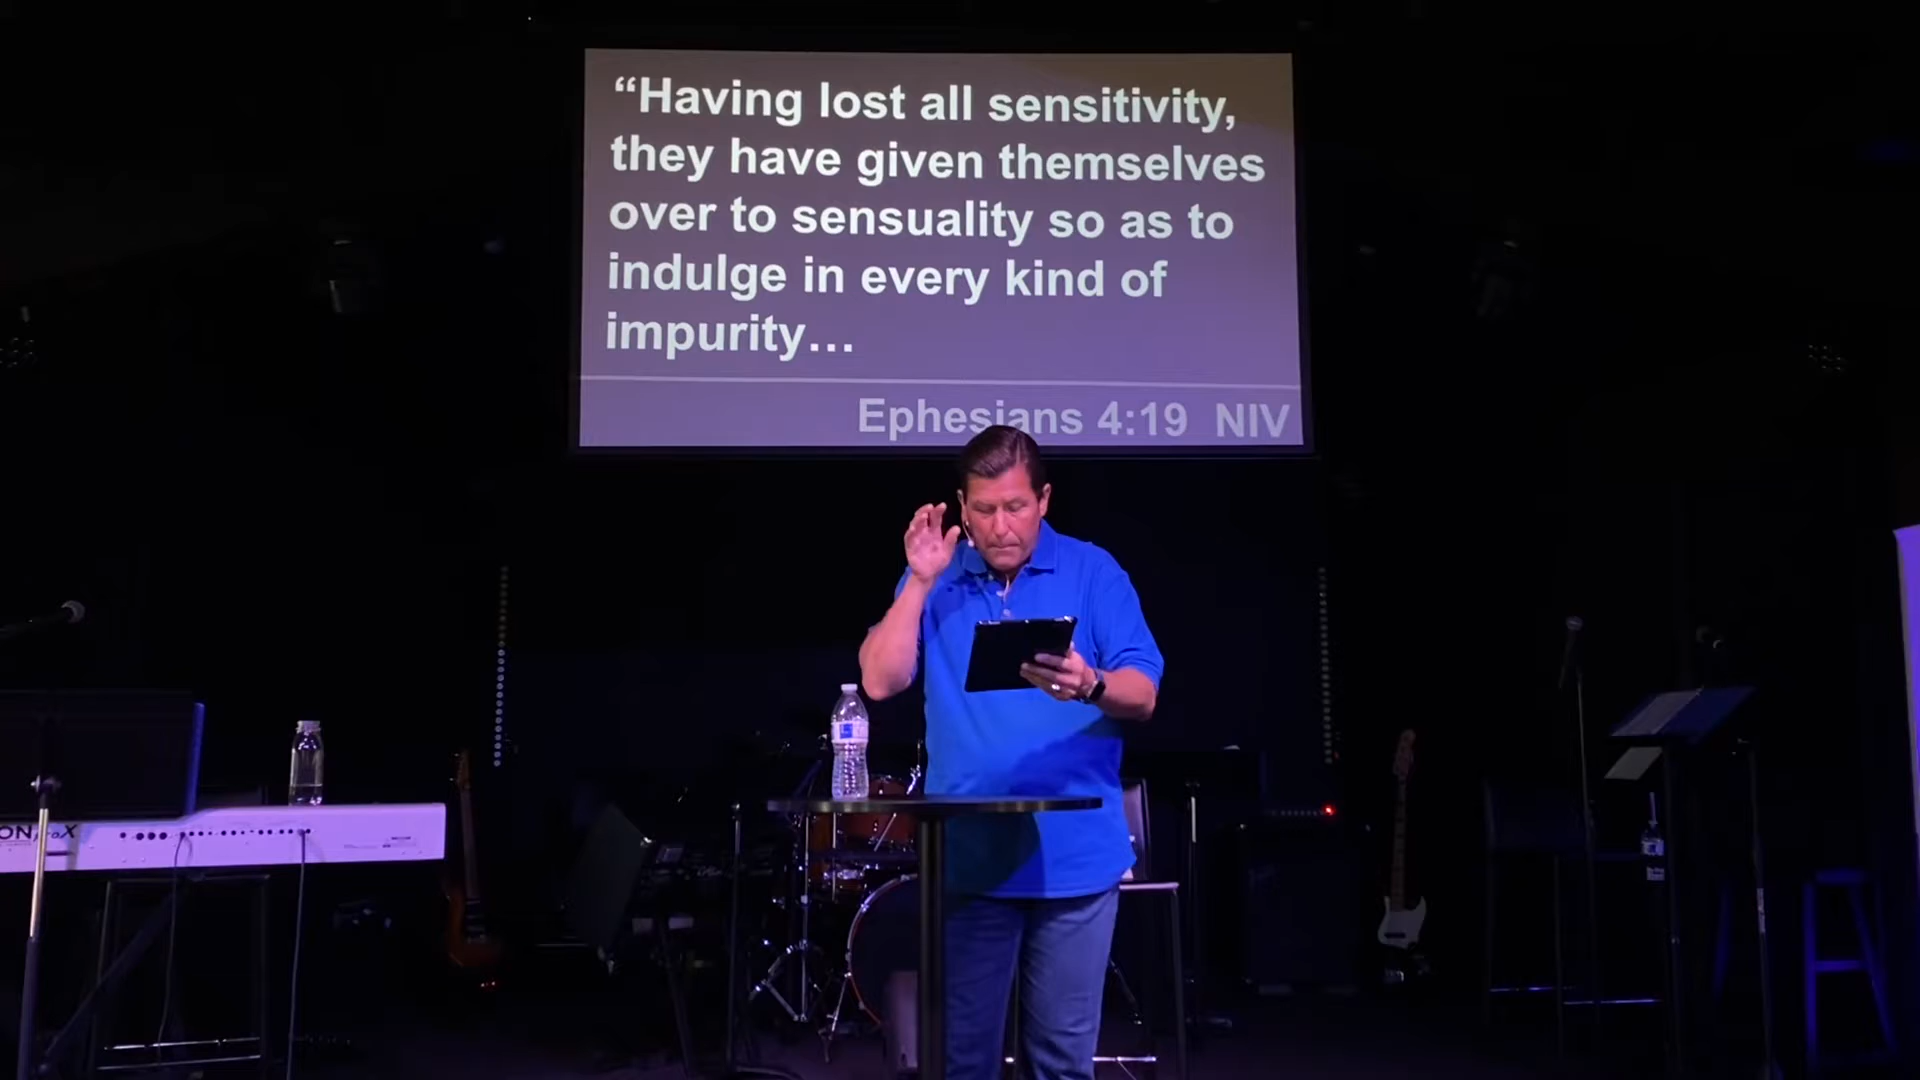 “Having lost all sensitivity,
they have given themselves
over to sensuality so as to
indulge in every kind of
impurity…
Ephesians 4:19 NIV